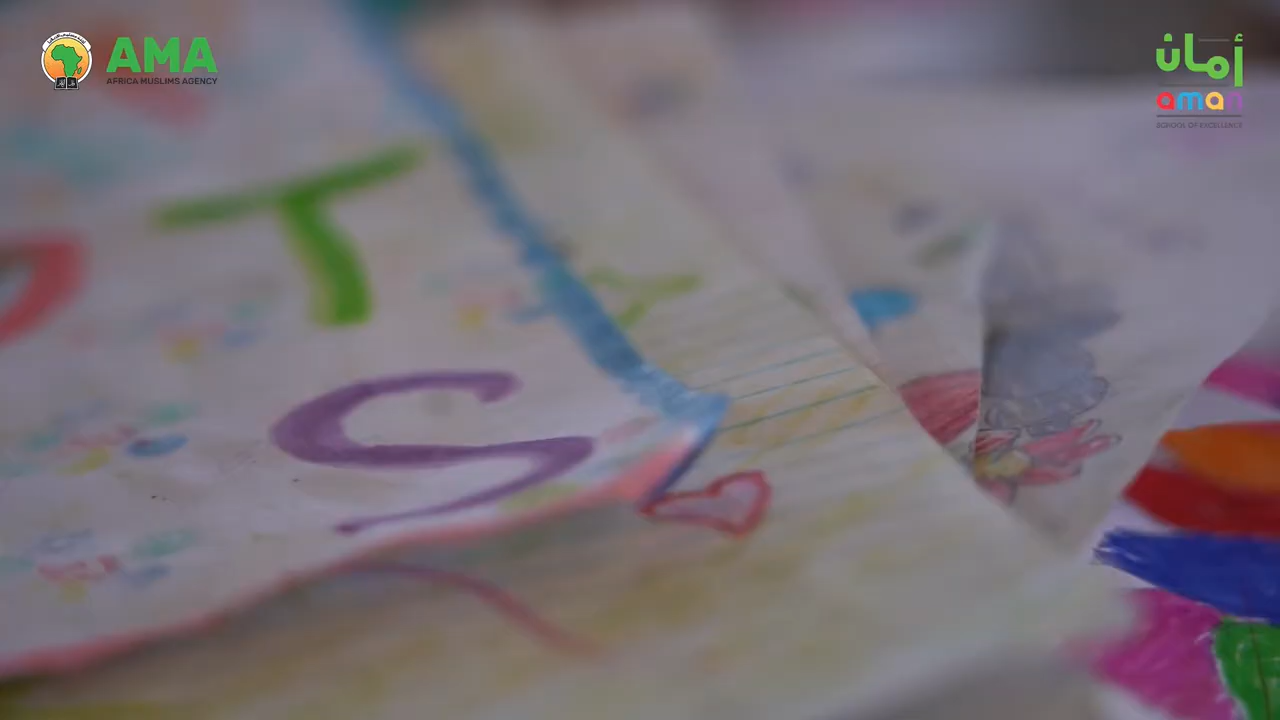 AMA
AFRICA MUSLIMS AGENCY
أمان
aman
SCHOOL OF EXCELLENCE
T
S